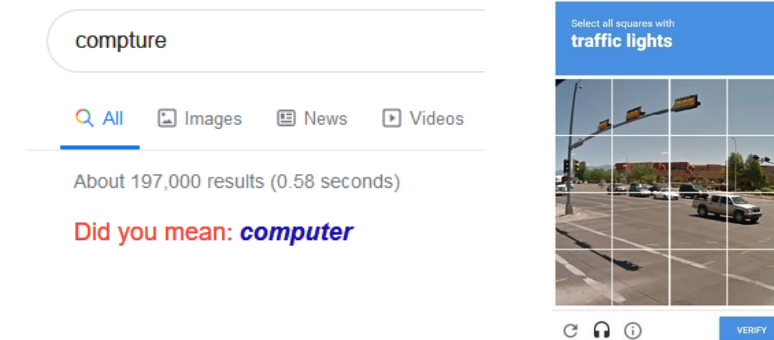 compture
All Images News Videos
About 197,000 results (0.58 seconds)
Did you mean: computer
Select all squares with
traffic lights
VERIFY